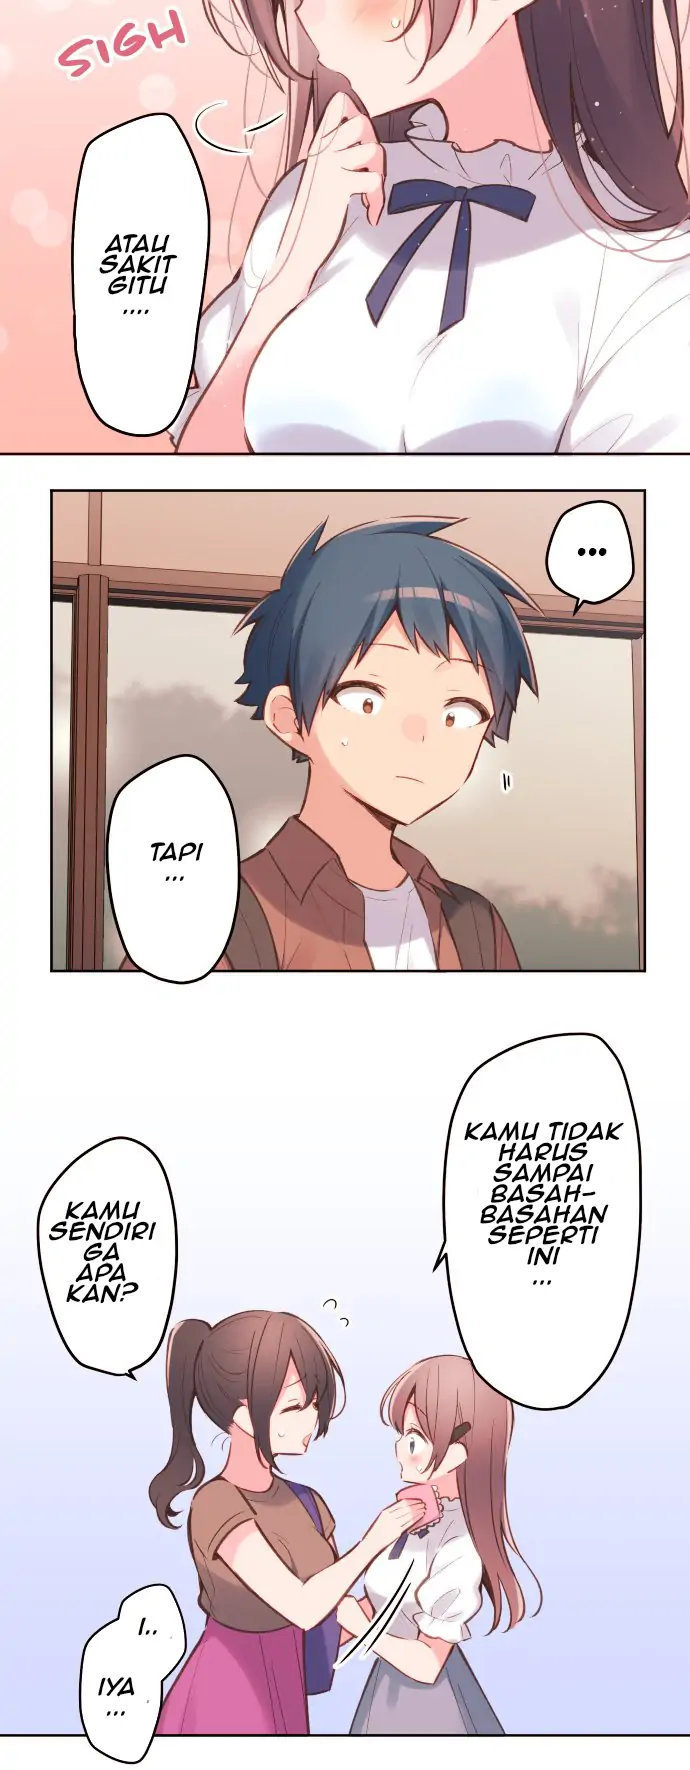 SIGH
ATAU
SAKIT
GITU
....
...
TAPI
...
KAMU TIDAK
HARUS
SAMPAI
BASAH-
BASAHAN
SEPERTI
INI
...
KAMU
SENDIRI
GA
APA
KAN?
I..
IYA
...